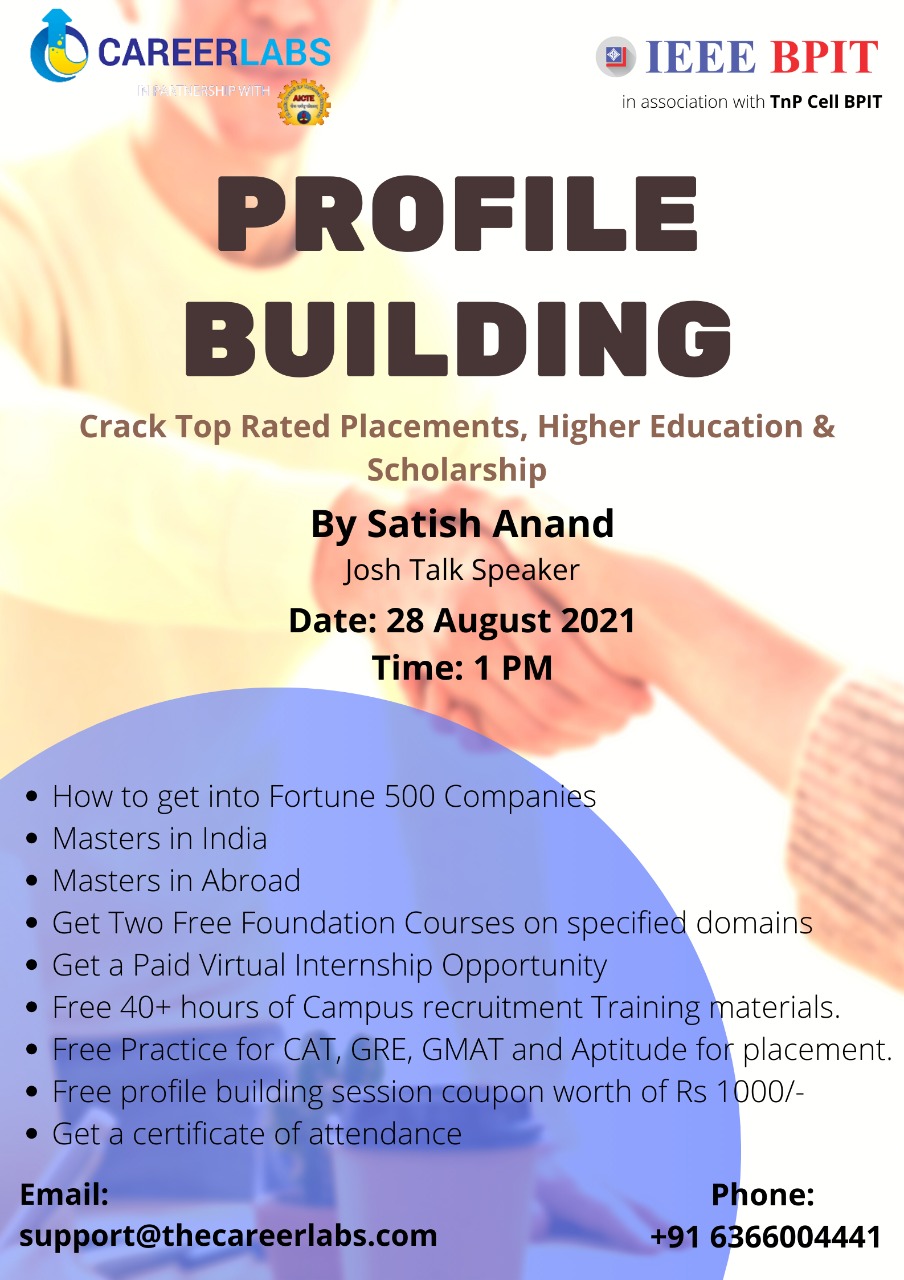 CAREERLABS
IN PARTNERSHIP WITH
AICTE
IEEE BPIT
in association with TnP Cell BPIT
PROFILE
BUILDING
Crack Top Rated Placements, Higher Education &
Scholarship
By Satish Anand
Josh Talk Speaker
Date: 28 August 2021
Time: 1 PM
• How to get into Fortune 500 Companies
• Masters in India
• Masters in Abroad
• Get Two Free Foundation Courses on specified domains
• Get a Paid Virtual Internship Opportunity
• Free 40+ hours of Campus recruitment Training materials.
• Free Practice for CAT, GRE, GMAT and Aptitude for placement.
• Free profile building session coupon worth of Rs 1000/-
• Get a certificate of attendance
Email:
support@thecareerlabs.com
Phone:
+91 6366004441